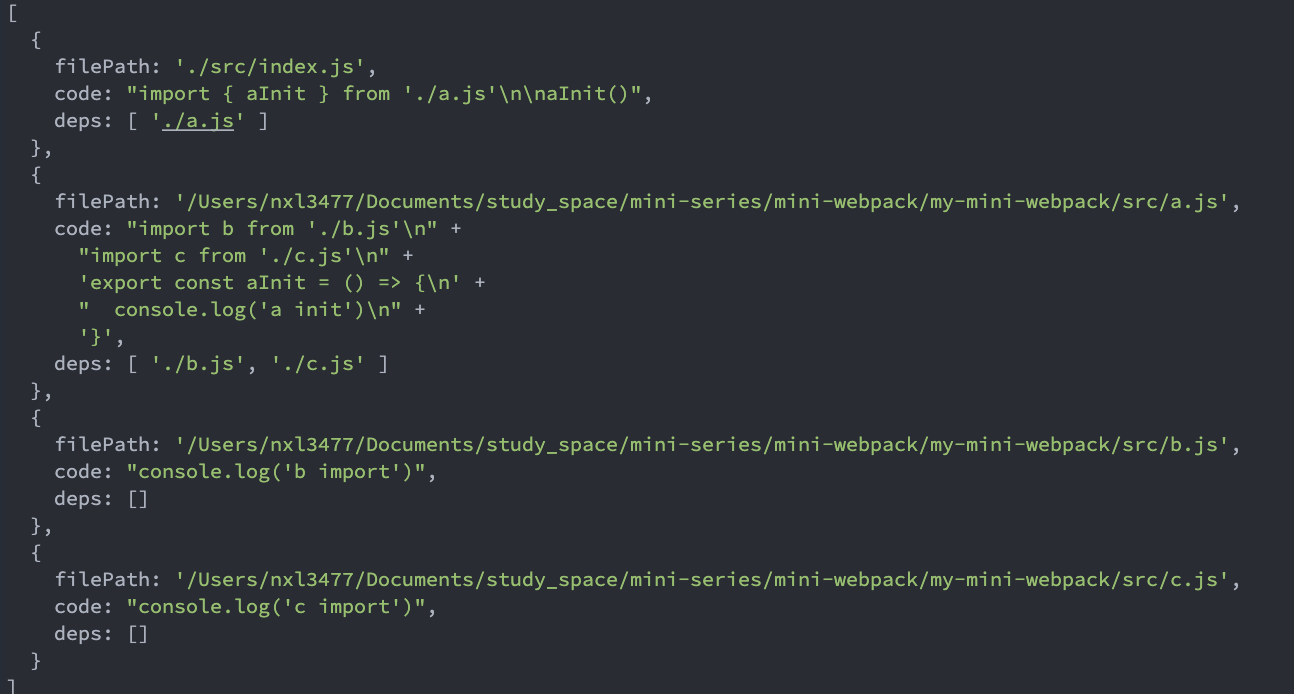 [
  {
    filePath: './src/index.js',
    code: "import { aInit } from './a.js'\n\naInit()",
    deps: [ './a.js' ]
  },
  {
    filePath: '/Users/nxl3477/Documents/study_space/mini-series/mini-webpack/my-mini-webpack/src/a.js',
    code: "import b from './b.js'\n" +
      "import c from './c.js'\n" +
      'export const aInit = () => {\n' +
      "  console.log('a init')\n" +
      '}',
    deps: [ './b.js', './c.js' ]
  },
  {
    filePath: '/Users/nxl3477/Documents/study_space/mini-series/mini-webpack/my-mini-webpack/src/b.js',
    code: "console.log('b import')",
    deps: []
  },
  {
    filePath: '/Users/nxl3477/Documents/study_space/mini-series/mini-webpack/my-mini-webpack/src/c.js',
    code: "console.log('c import')",
    deps: []
  }
]